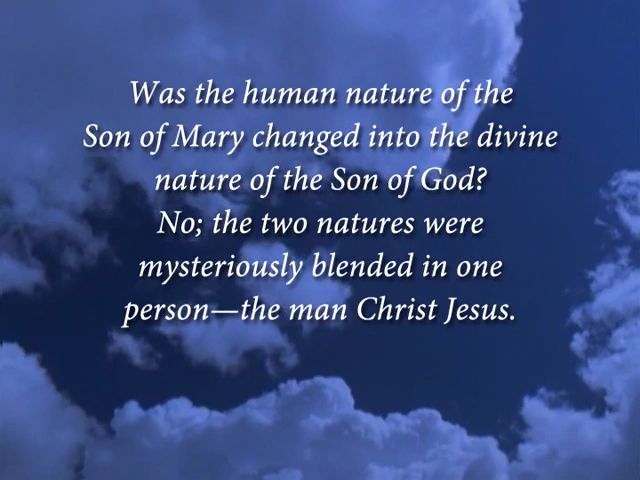 Was the human nature of the
Son of Mary changed into the divine
nature of the Son of God?
No; the two natures were
mysteriously blended in one
person—the man Christ Jesus.